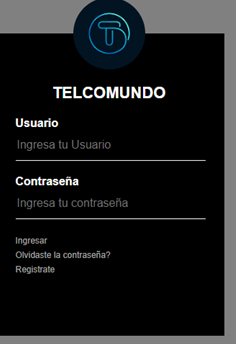 TELCOMUNDO
Usuario
Ingresa tu Usuario
Contraseña
Ingresa tu contraseña
Ingresar
Olvidaste la contraseña?
Registrate